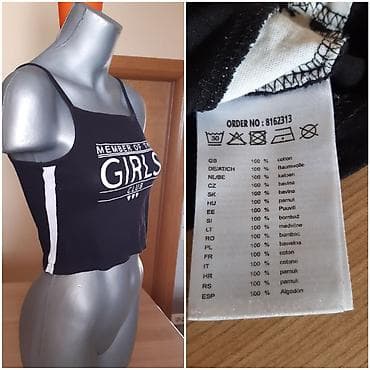 MEMBER OF THE
GIRLS
CLUB
ORDER NO : 8162313
30
GB 100 % cotton
DE/AT/CH 100 % Baumwolle
NL/BE 100 % katoen
CZ 100 % bavlna
SK 100 % bavlna
HU 100 % pamut
EE 100 % Puuvill
SI 100 % bombaž
LT 100 % medvilnė
RO 100 % bumbac
PL 100 % bawełna
FR 100 % coton
IT 100 % cotone
HR 100 % pamuk
RS 100 % pamuk
ESP 100 % Algodón